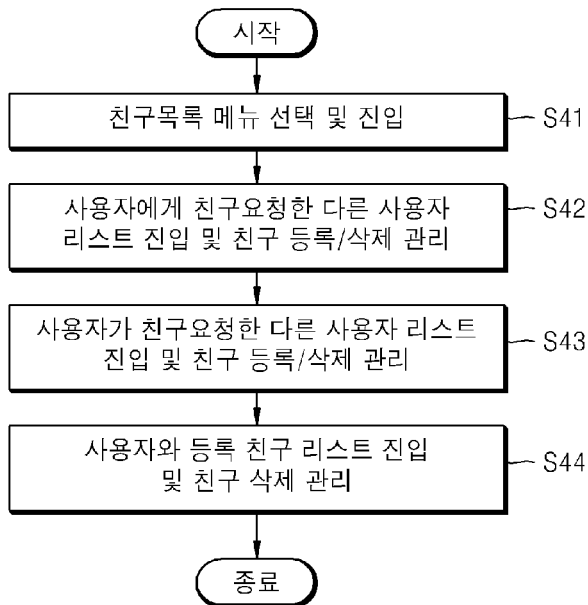 시작
친구목록 메뉴 선택 및 진입
S41
사용자에게 친구요청한 다른 사용자
리스트 진입 및 친구 등록/삭제 관리
S42
사용자가 친구요청한 다른 사용자 리스트
진입 및 친구 등록/삭제 관리
S43
사용자와 등록 친구 리스트 진입
및 친구 삭제 관리
S44
종료